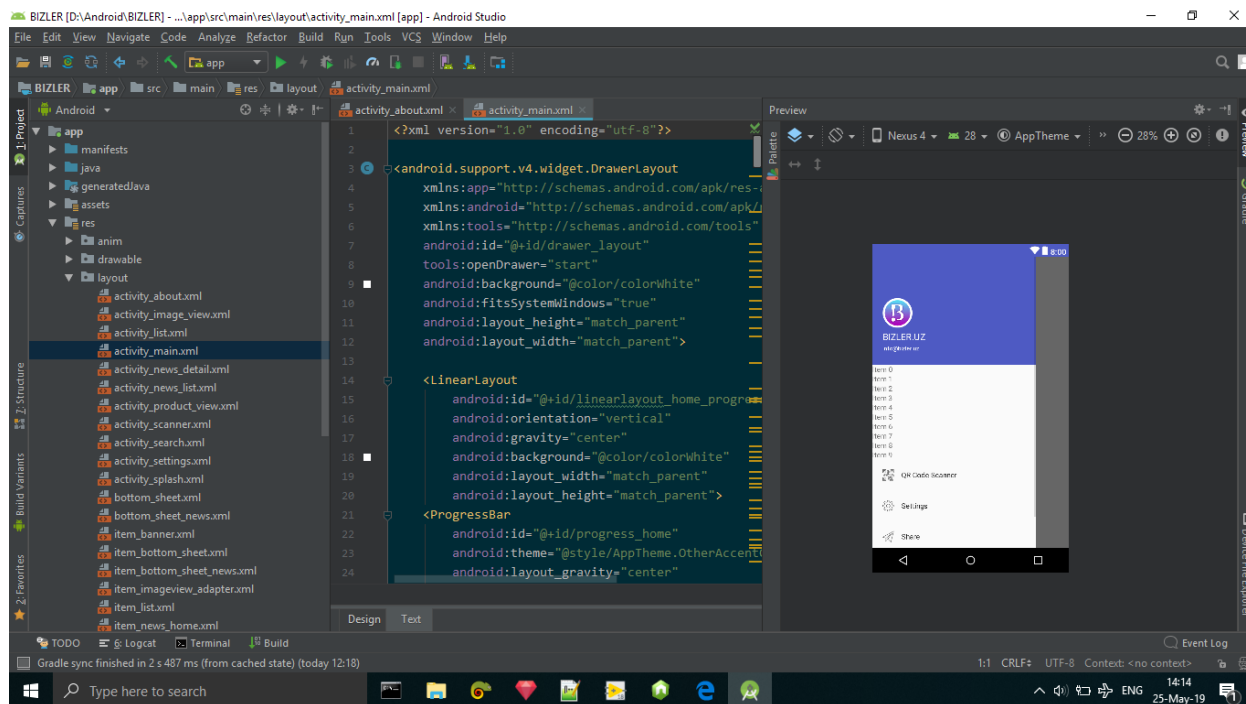 BIZLER [D:\Android\BIZLER] - ...\app\src\main\res\layout\activity_main.xml [app] - Android Studio
File Edit View Navigate Code Analyze Refactor Build Run Tools VCS Window Help
app
BIZLER app src main res layout activity_main.xml
1: Project
Captures
7: Structure
Build Variants
2: Favorites
Android
app
manifests
java
generatedJava
assets
res
anim
drawable
layout
activity_about.xml
activity_image_view.xml
activity_list.xml
activity_main.xml
activity_news_detail.xml
activity_news_list.xml
activity_product_view.xml
activity_scanner.xml
activity_search.xml
activity_settings.xml
activity_splash.xml
bottom_sheet.xml
bottom_sheet_news.xml
item_banner.xml
item_bottom_sheet.xml
item_bottom_sheet_news.xml
item_imageview_adapter.xml
item_list.xml
item_news_home.xml
activity_about.xml activity_main.xml
1 <?xml version="1.0" encoding="utf-8"?>
2
3 <android.support.v4.widget.DrawerLayout
4 xmlns:app="http://schemas.android.com/apk/res-a
5 xmlns:android="http://schemas.android.com/apk/
6 xmlns:tools="http://schemas.android.com/tools"
7 android:id="@+id/drawer_layout"
8 tools:openDrawer="start"
9 android:background="@color/colorWhite"
10 android:fitsSystemWindows="true"
11 android:layout_height="match_parent"
12 android:layout_width="match_parent">
13
14 <LinearLayout
15 android:id="@+id/linearlayout_home_progre
16 android:orientation="vertical"
17 android:gravity="center"
18 android:background="@color/colorWhite"
19 android:layout_width="match_parent"
20 android:layout_height="match_parent">
21 <ProgressBar
22 android:id="@+id/progress_home"
23 android:theme="@style/AppTheme.OtherAccent
24 android:layout_gravity="center"
Design Text
Preview
Palette
Nexus 4 28 AppTheme » 28%
8:00
BIZLER.UZ
info@bizler.uz
Item 0
Item 1
Item 2
Item 3
Item 4
Item 5
Item 6
Item 7
Item 8
Item 9
QR Code Scanner
Settings
Share
Preview
Gradle
Device File Explorer
TODO 6: Logcat Terminal Build Event Log
Gradle sync finished in 2 s 487 ms (from cached state) (today 12:18) 1:1 CRLF UTF-8 Context: <no context>
Type here to search
ENG 14:14
25-May-19
1